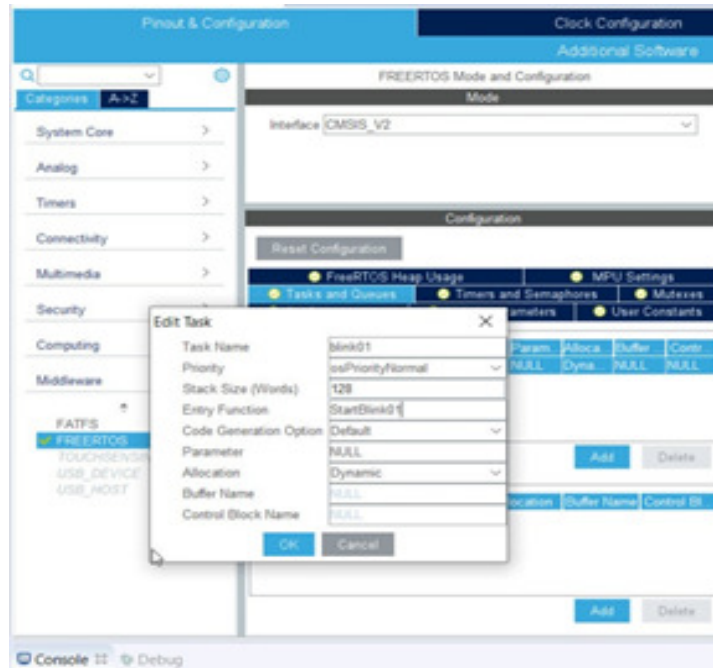 Pinout & Configuration
Clock Configuration
Additional Software
Categories A->Z
System Core
Analog
Timers
Connectivity
Multimedia
Security
Computing
Middleware
FATFS
FREERTOS
TOUCHSENSING
USB_DEVICE
USB_HOST
FREERTOS Mode and Configuration
Mode
Interface CMSIS_V2
Configuration
Reset Configuration
FreeRTOS Heap Usage
MPU Settings
Tasks and Queues
Timers and Semaphores
Mutexes
User Constants
Param... Alloca... Buffer... Contr...
NULL Dyna... NULL NULL
Add Delete
Buffer Name Control Bl...
Add Delete
Edit Task
Task Name blink01
Priority osPriorityNormal
Stack Size (Words) 128
Entry Function StartBlink01
Code Generation Option Default
Parameter NULL
Allocation Dynamic
Buffer Name NULL
Control Block Name NULL
OK Cancel
Console Debug